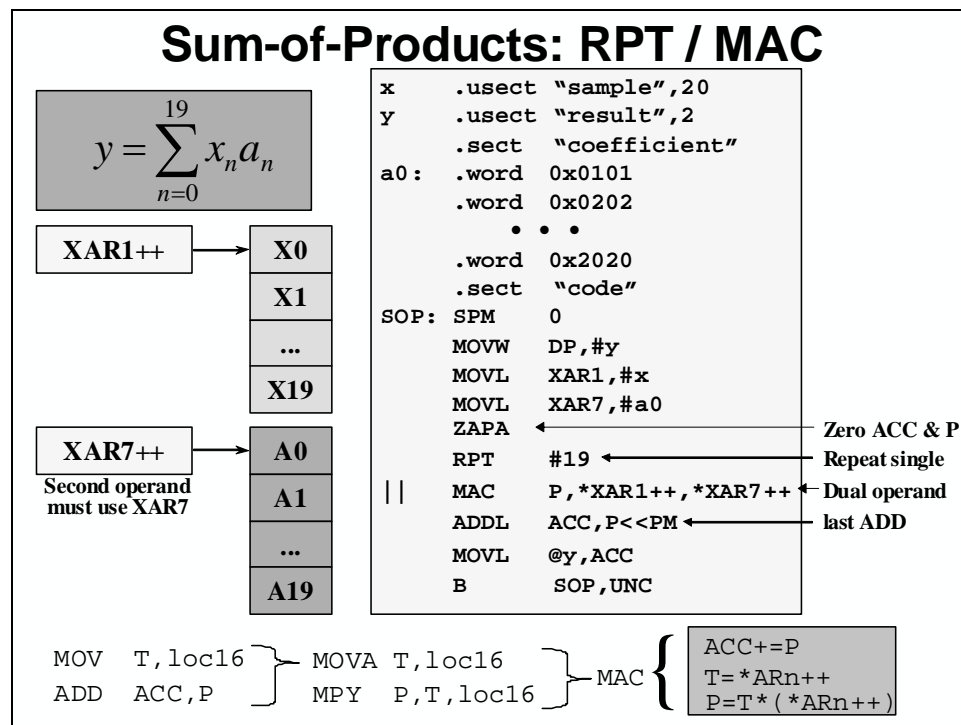 Sum-of-Products: RPT / MAC
19
y = ∑ xₙaₙ
n=0
XAR1++
X0
X1
...
X19
XAR7++
Second operand
must use XAR7
A0
A1
...
A19
x .usect “sample”,20
y .usect “result”,2
.sect “coefficient”
a0: .word 0x0101
.word 0x0202
• • •
.word 0x2020
.sect “code”
SOP: SPM 0
MOVW DP,#y
MOVL XAR1,#x
MOVL XAR7,#a0
ZAPA Zero ACC & P
RPT #19 Repeat single
|| MAC P,*XAR1++,*XAR7++ Dual operand
ADDL ACC,P<<PM last ADD
MOVL @y,ACC
B SOP,UNC
MOV T,loc16
ADD ACC,P
MOVA T,loc16
MPY P,T,loc16
MAC
ACC+=P
T=*ARn++
P=T*(*ARn++)